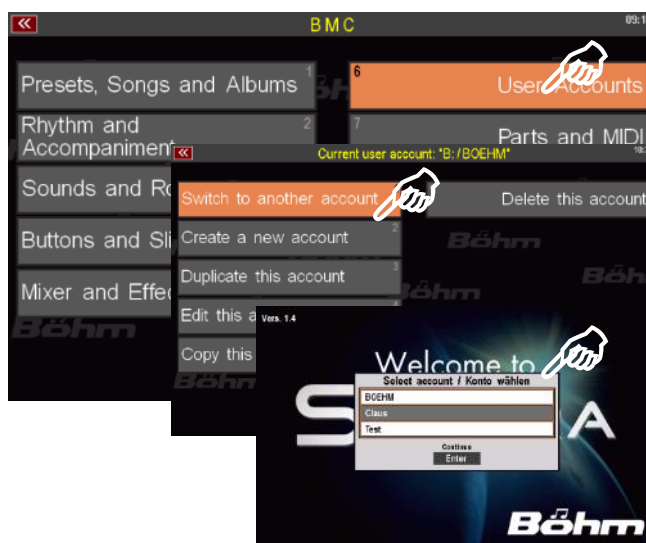 BMC
Presets, Songs and Albums 1
6 User Accounts
Rhythm and
Accompaniment
2
7
Parts and MIDI
Sounds and
Buttons and
Mixer and
Böhm
Current user account: "B:/BOEHM"
Switch to another account
Delete this account
Create a new account 2
Duplicate this account 3
Edit this
Copy this
Böhm
Vers. 1.4
Welcome to
S
A
Select account / Konto wählen
BOEHM
Claus
Test
Continue
Enter
Böhm